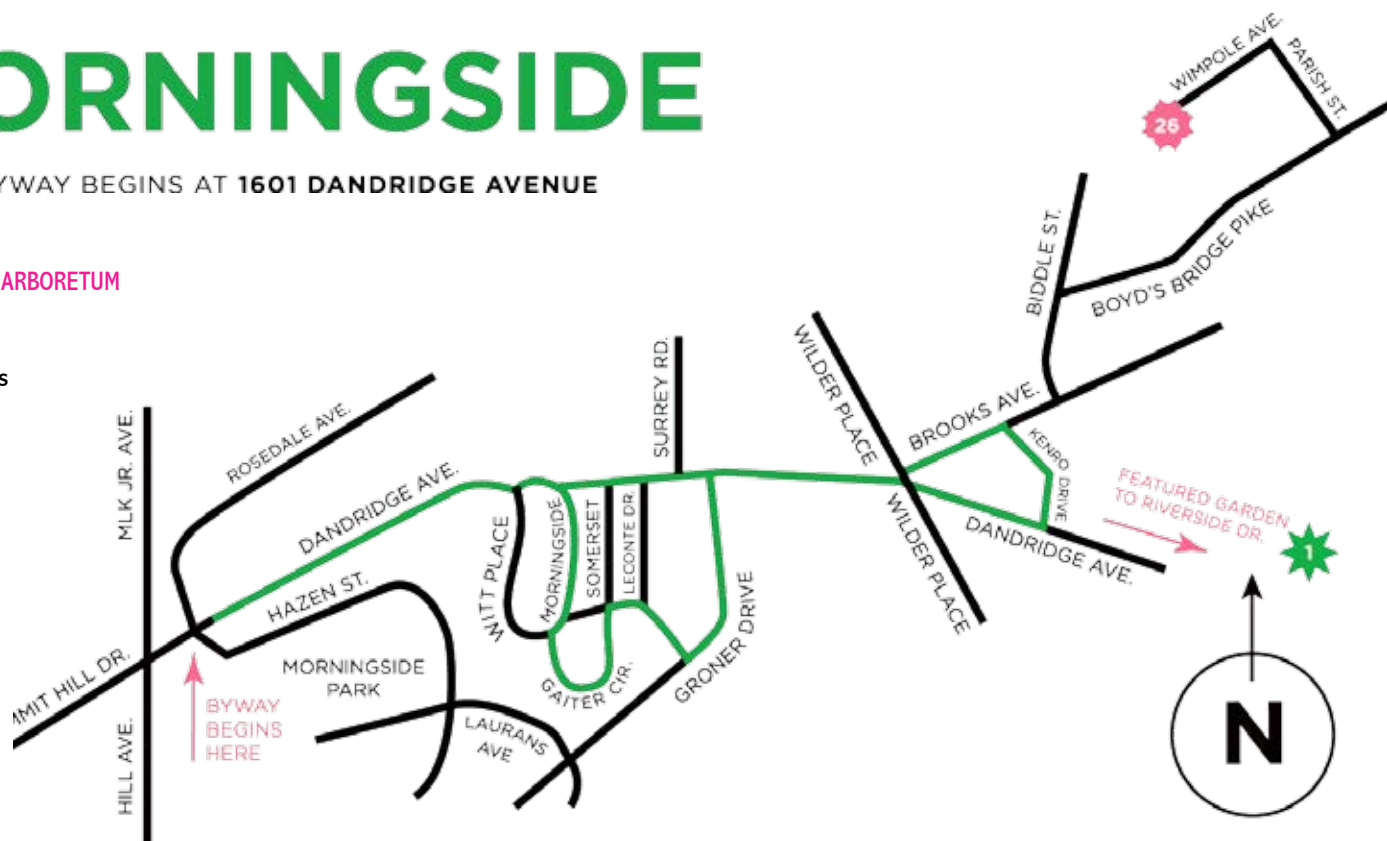 ORNINGSIDE
YWAY BEGINS AT 1601 DANDRIDGE AVENUE
ARBORETUM
S
WIMPOLE AVE.
PARISH ST.
26
BIDDLE ST.
BOYD'S BRIDGE PIKE
WILDER PLACE
BROOKS AVE.
KENRO DRIVE
SURREY RD.
MLK JR. AVE.
ROSEDALE AVE.
DANDRIDGE AVE.
HAZEN ST.
WITT PLACE
MORNINGSIDE
SOMERSET
LECONTE DR.
WILDER PLACE
DANDRIDGE AVE.
FEATURED GARDEN
TO RIVERSIDE DR.
1
GRONER DRIVE
GAITER CIR.
MORNINGSIDE
PARK
MMIT HILL DR.
BYWAY
BEGINS
HERE
HILL AVE.
LAURANS
AVE
N